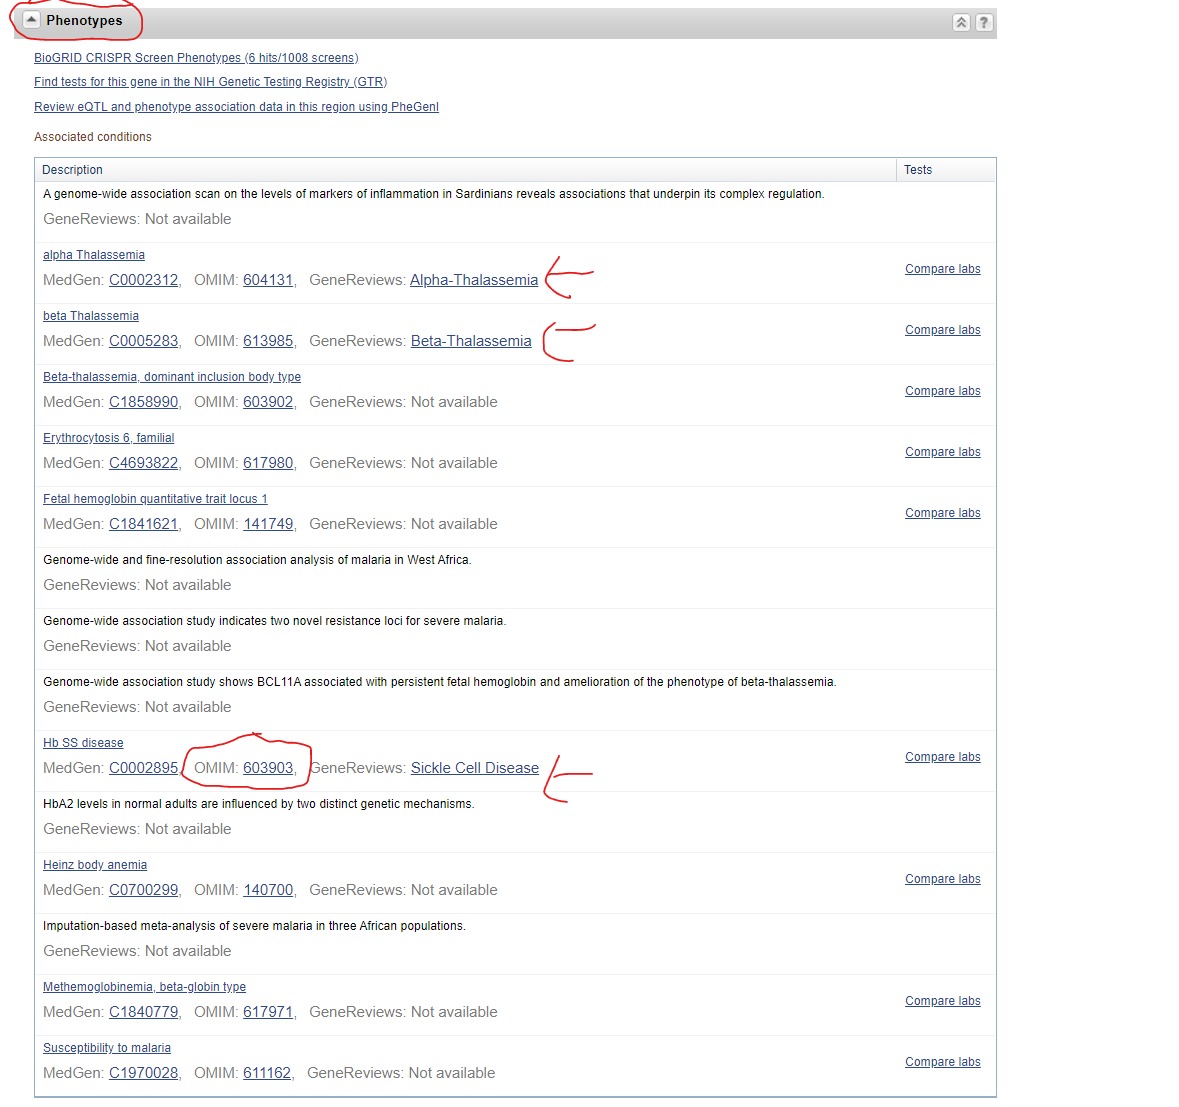 Phenotypes
?
BioGRID CRISPR Screen Phenotypes (6 hits/1008 screens)
Find tests for this gene in the NIH Genetic Testing Registry (GTR)
Review eQTL and phenotype association data in this region using PheGenI
Associated conditions
Description Tests
A genome-wide association scan on the levels of markers of inflammation in Sardinians reveals associations that underpin its complex regulation.
GeneReviews: Not available
alpha Thalassemia
MedGen: C0002312, OMIM: 604131, GeneReviews: Alpha-Thalassemia
Compare labs
beta Thalassemia
MedGen: C0005283, OMIM: 613985, GeneReviews: Beta-Thalassemia
Compare labs
Beta-thalassemia, dominant inclusion body type
MedGen: C1858990, OMIM: 603902, GeneReviews: Not available
Compare labs
Erythrocytosis 6, familial
MedGen: C4693822, OMIM: 617980, GeneReviews: Not available
Compare labs
Fetal hemoglobin quantitative trait locus 1
MedGen: C1841621, OMIM: 141749, GeneReviews: Not available
Compare labs
Genome-wide and fine-resolution association analysis of malaria in West Africa.
GeneReviews: Not available
Genome-wide association study indicates two novel resistance loci for severe malaria.
GeneReviews: Not available
Genome-wide association study shows BCL11A associated with persistent fetal hemoglobin and amelioration of the phenotype of beta-thalassemia.
GeneReviews: Not available
Hb SS disease
MedGen: C0002895, OMIM: 603903, GeneReviews: Sickle Cell Disease
Compare labs
HbA2 levels in normal adults are influenced by two distinct genetic mechanisms.
GeneReviews: Not available
Heinz body anemia
MedGen: C0700299, OMIM: 140700, GeneReviews: Not available
Compare labs
Imputation-based meta-analysis of severe malaria in three African populations.
GeneReviews: Not available
Methemoglobinemia, beta-globin type
MedGen: C1840779, OMIM: 617971, GeneReviews: Not available
Compare labs
Susceptibility to malaria
MedGen: C1970028, OMIM: 611162, GeneReviews: Not available
Compare labs